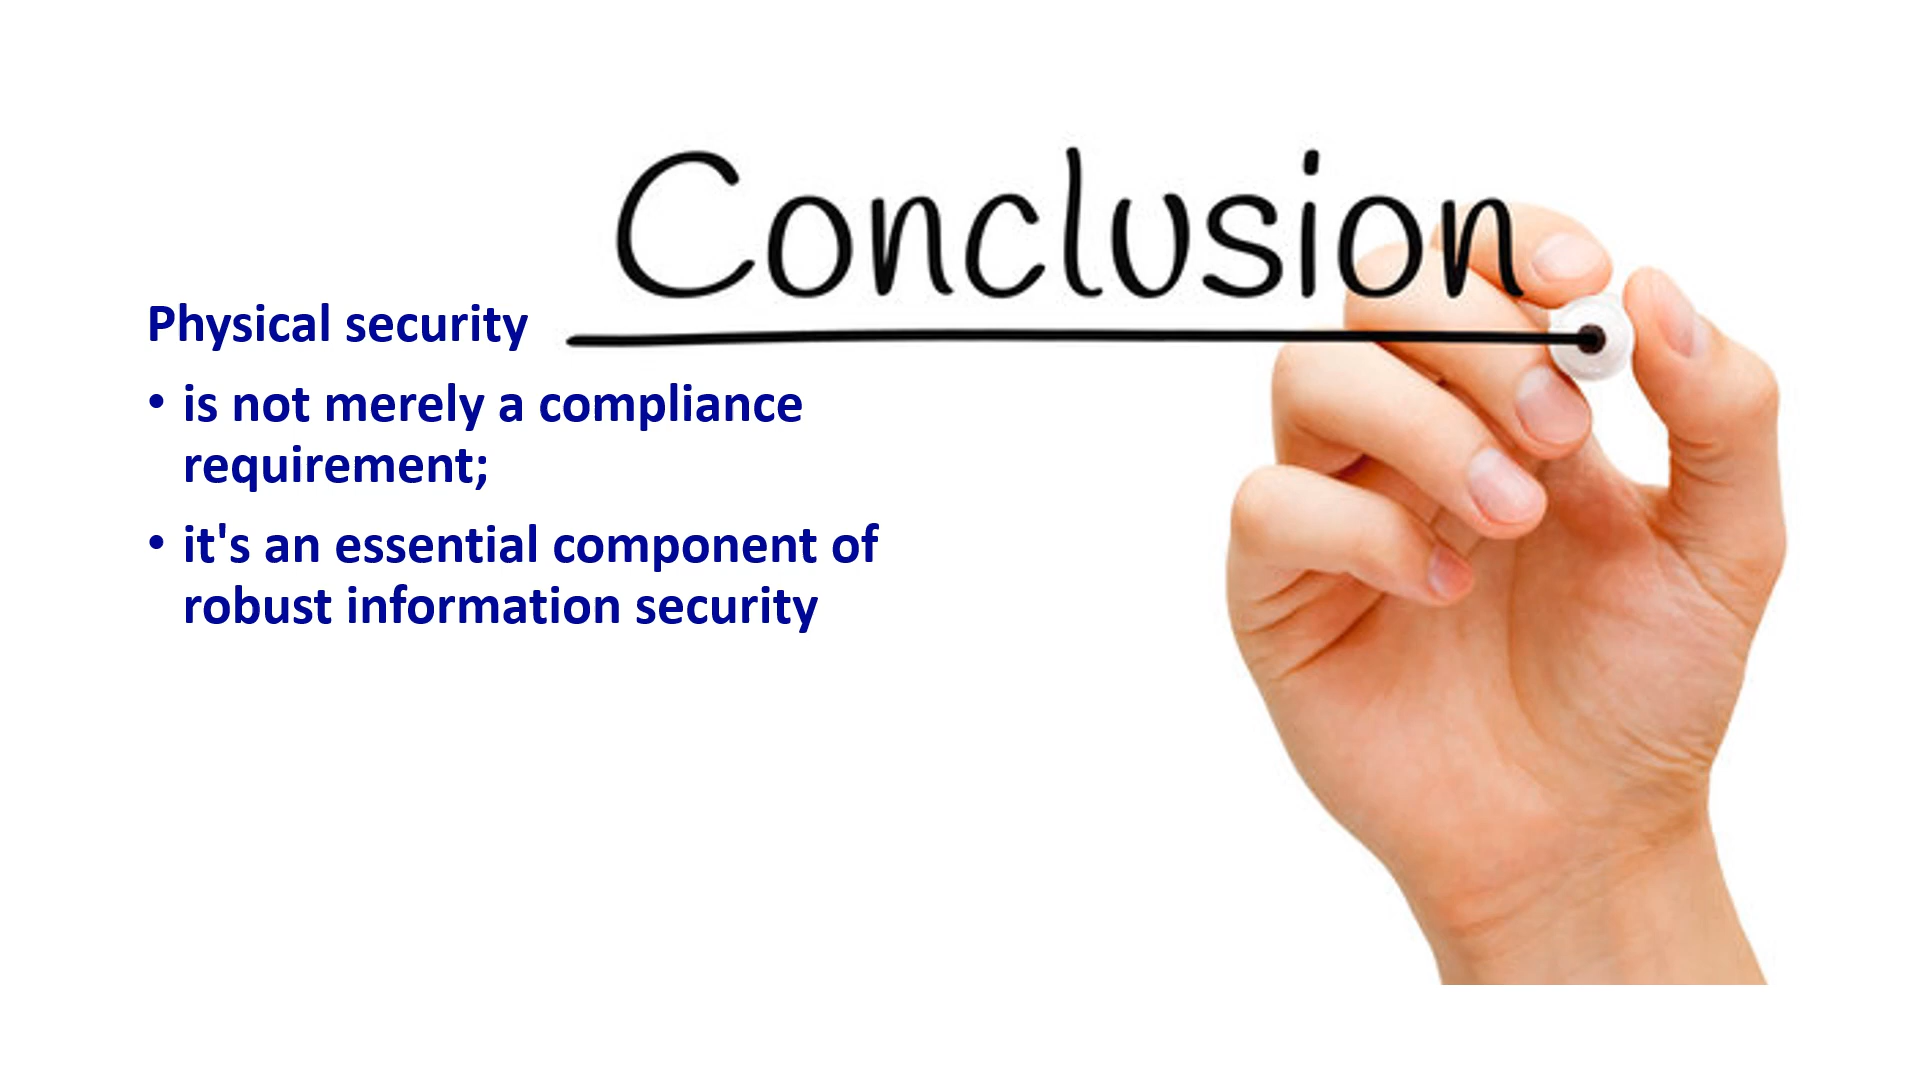 Conclusion
Physical security
• is not merely a compliance
requirement;
• it's an essential component of
robust information security